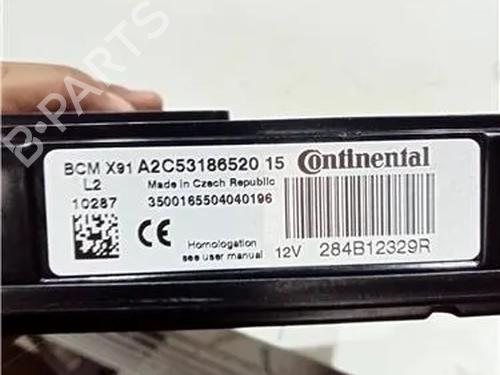 B-PARTS
BCM X91 A2C53186520 15 Continental
L2 Made in Czech Republic
10287 3500165504040196
CE Homologation
see user manual 12V 284B12329R